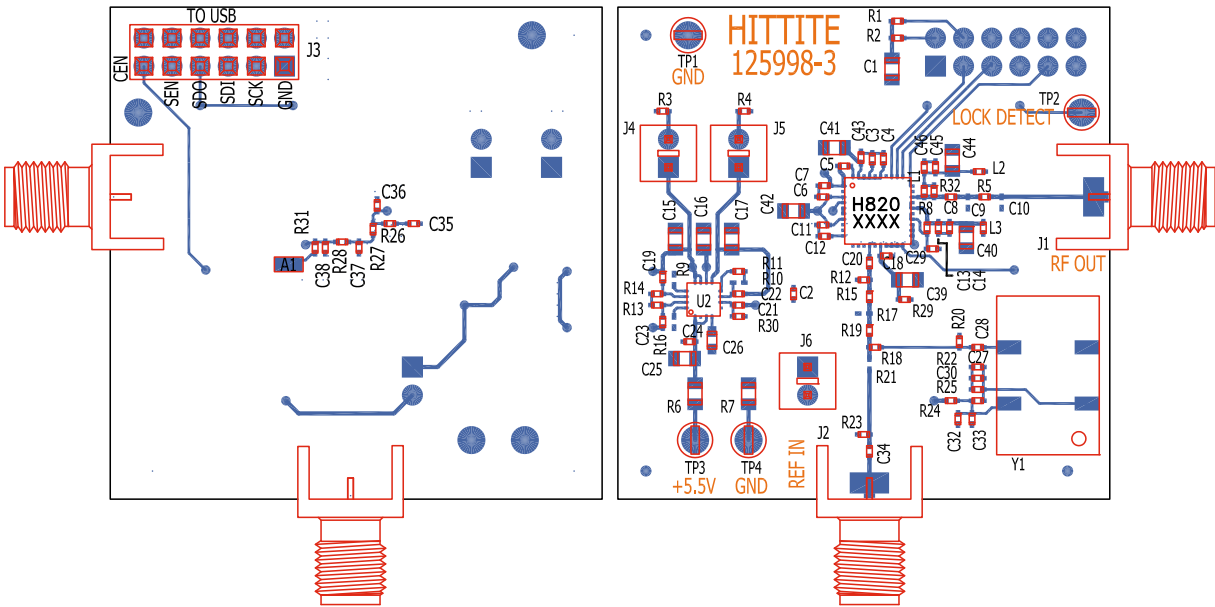 TO USB
J3
CEN
SEN
SDO
SDI
SCK
GND
C36
C35
R26
R31
A1
C38
R28
C37
R27
HITTITE
125998-3
TP1
GND
R1
R2
C1
TP2
LOCK DETECT
R3
R4
J4
J5
C41
C43
C3
C4
C46
C45
C44
L2
C5
C7
C6
L1
R32
R5
C42
H820
XXXX
C15
C16
C17
R8
C8
C9
C10
C11
C12
L3
C40
J1
RF OUT
C19
R9
R11
R10
C20
C18
C29
C13
C14
R12
R14
R13
U2
C22
C21
C2
R15
C39
R29
C23
R16
C24
R30
R17
R19
C25
C26
J6
R18
R20
C28
R21
R22
C27
C30
R25
R6
R7
R24
R23
C32
C33
J2
C34
TP3
+5.5V
TP4
GND
REF IN
Y1